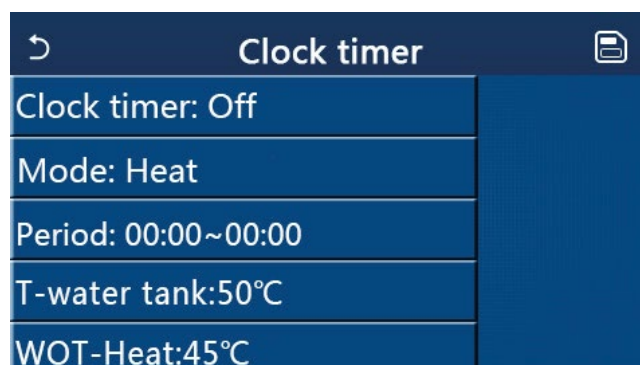 Clock timer
Clock timer: Off
Mode: Heat
Period: 00:00~00:00
T-water tank:50℃
WOT-Heat:45℃